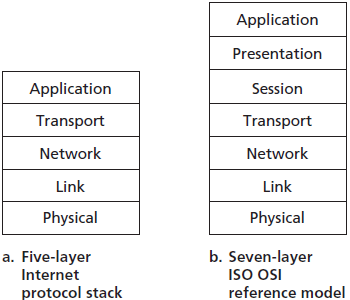 Application
Transport
Network
Link
Physical
a. Five-layer
Internet
protocol stack
Application
Presentation
Session
Transport
Network
Link
Physical
b. Seven-layer
ISO OSI
reference model